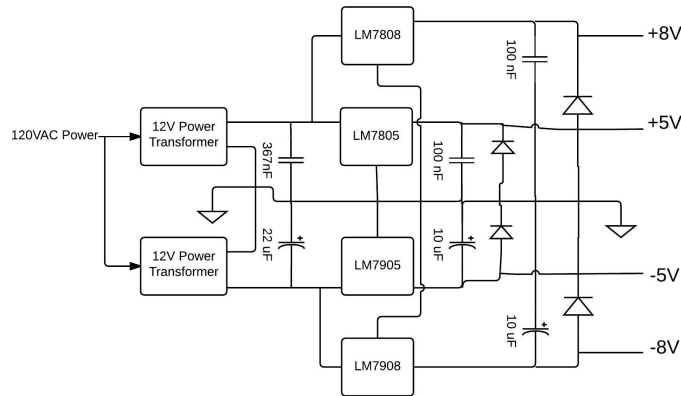 LM7808
100 nF
+8V
120VAC Power
12V Power
Transformer
367nF
LM7805
100 nF
+5V
12V Power
Transformer
22 uF
LM7905
10 uF
-5V
10 uF
LM7908
-8V